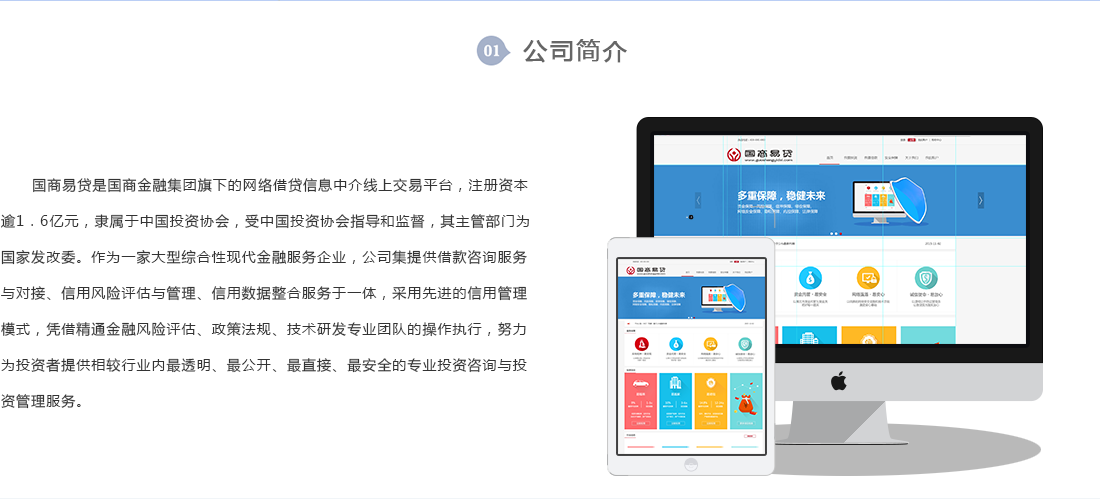 01 公司简介
国商易贷是国商金融集团旗下的网络借贷信息中介线上交易平台，注册资本
逾1．6亿元，隶属于中国投资协会，受中国投资协会指导和监督，其主管部门为
国家发改委。作为一家大型综合性现代金融服务企业，公司集提供借款咨询服务
与对接、信用风险评估与管理、信用数据整合服务于一体，采用先进的信用管理
模式，凭借精通金融风险评估、政策法规、技术研发专业团队的操作执行，努力
为投资者提供相较行业内最透明、最公开、最直接、最安全的专业投资咨询与投
资管理服务。
国商易贷
多重保障，稳健未来
国商易贷
多重保障，稳健未来